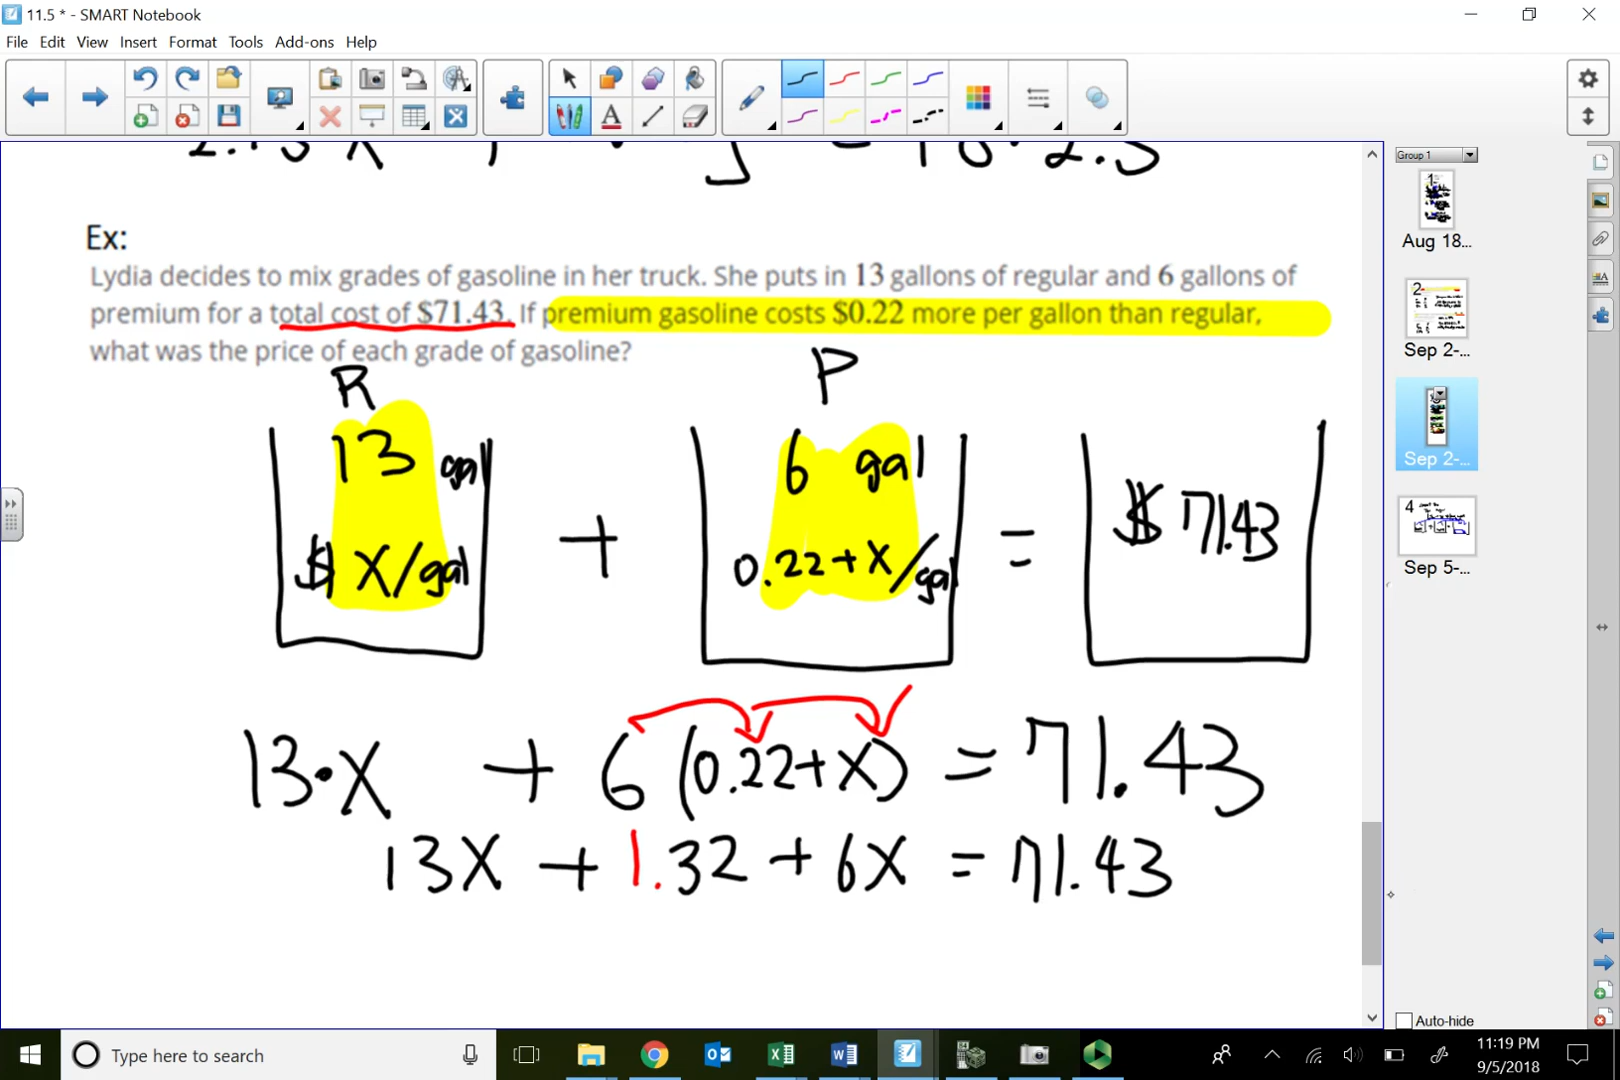 11.5 * - SMART Notebook
File Edit View Insert Format Tools Add-ons Help
Ex:
Lydia decides to mix grades of gasoline in her truck. She puts in 13 gallons of regular and 6 gallons of
premium for a total cost of $71.43. If premium gasoline costs $0.22 more per gallon than regular,
what was the price of each grade of gasoline?
R P
13 gal 6 gal
$ 71.43
+ =
$ X/gal 0.22+X/gal
13·X + 6 (0.22+X) = 71.43
13X + 1.32 + 6X = 71.43
Group 1
1
Aug 18...
2
Sep 2-...
Sep 2-...
4
Sep 5-...
Auto-hide
Type here to search
11:19 PM
9/5/2018